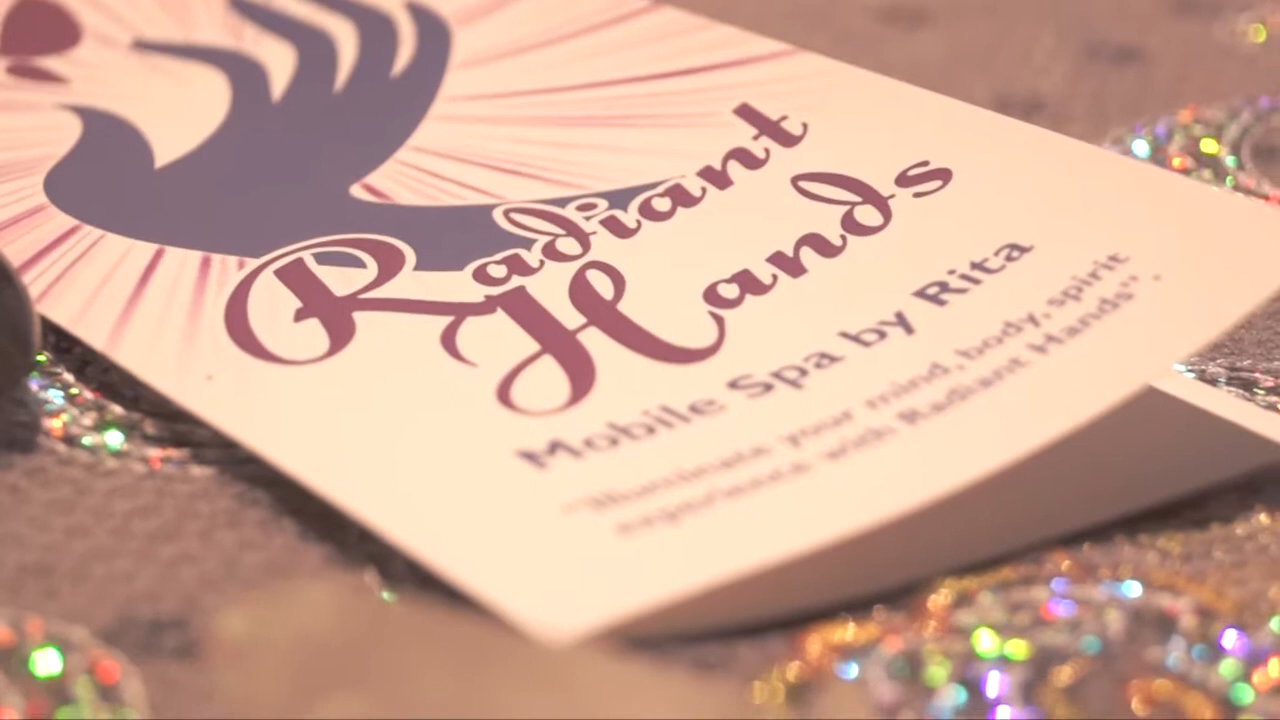 Radiant
Hands
Mobile Spa by Rita
"Illuminate your mind, body, spirit
experience with Radiant Hands".